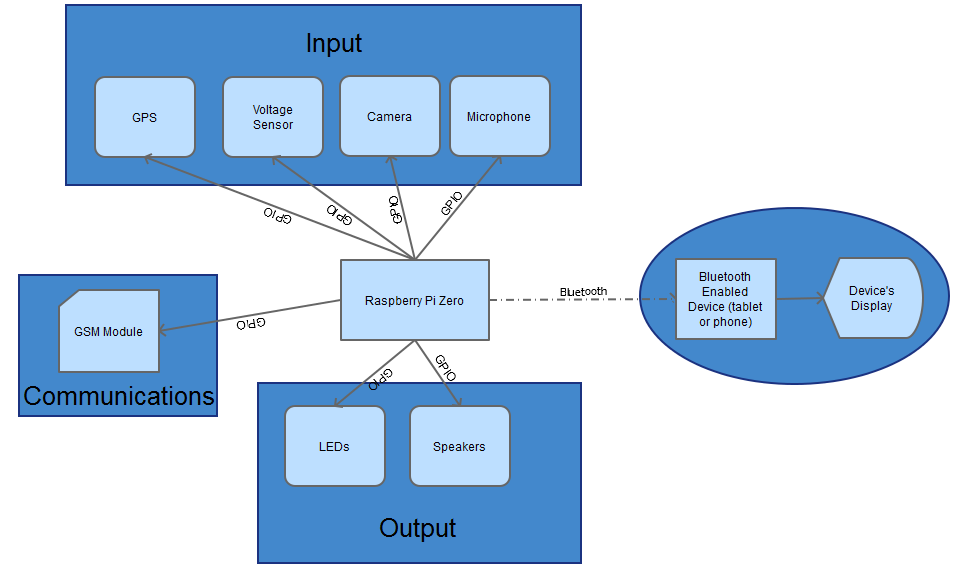 Input
GPS
Voltage
Sensor
Camera
Microphone
GPIO
GPIO
GPIO
GPIO
Raspberry Pi Zero
Bluetooth
Bluetooth
Enabled
Device (tablet
or phone)
Device's
Display
GSM Module
GPIO
Communications
GPIO
GPIO
LEDs
Speakers
Output